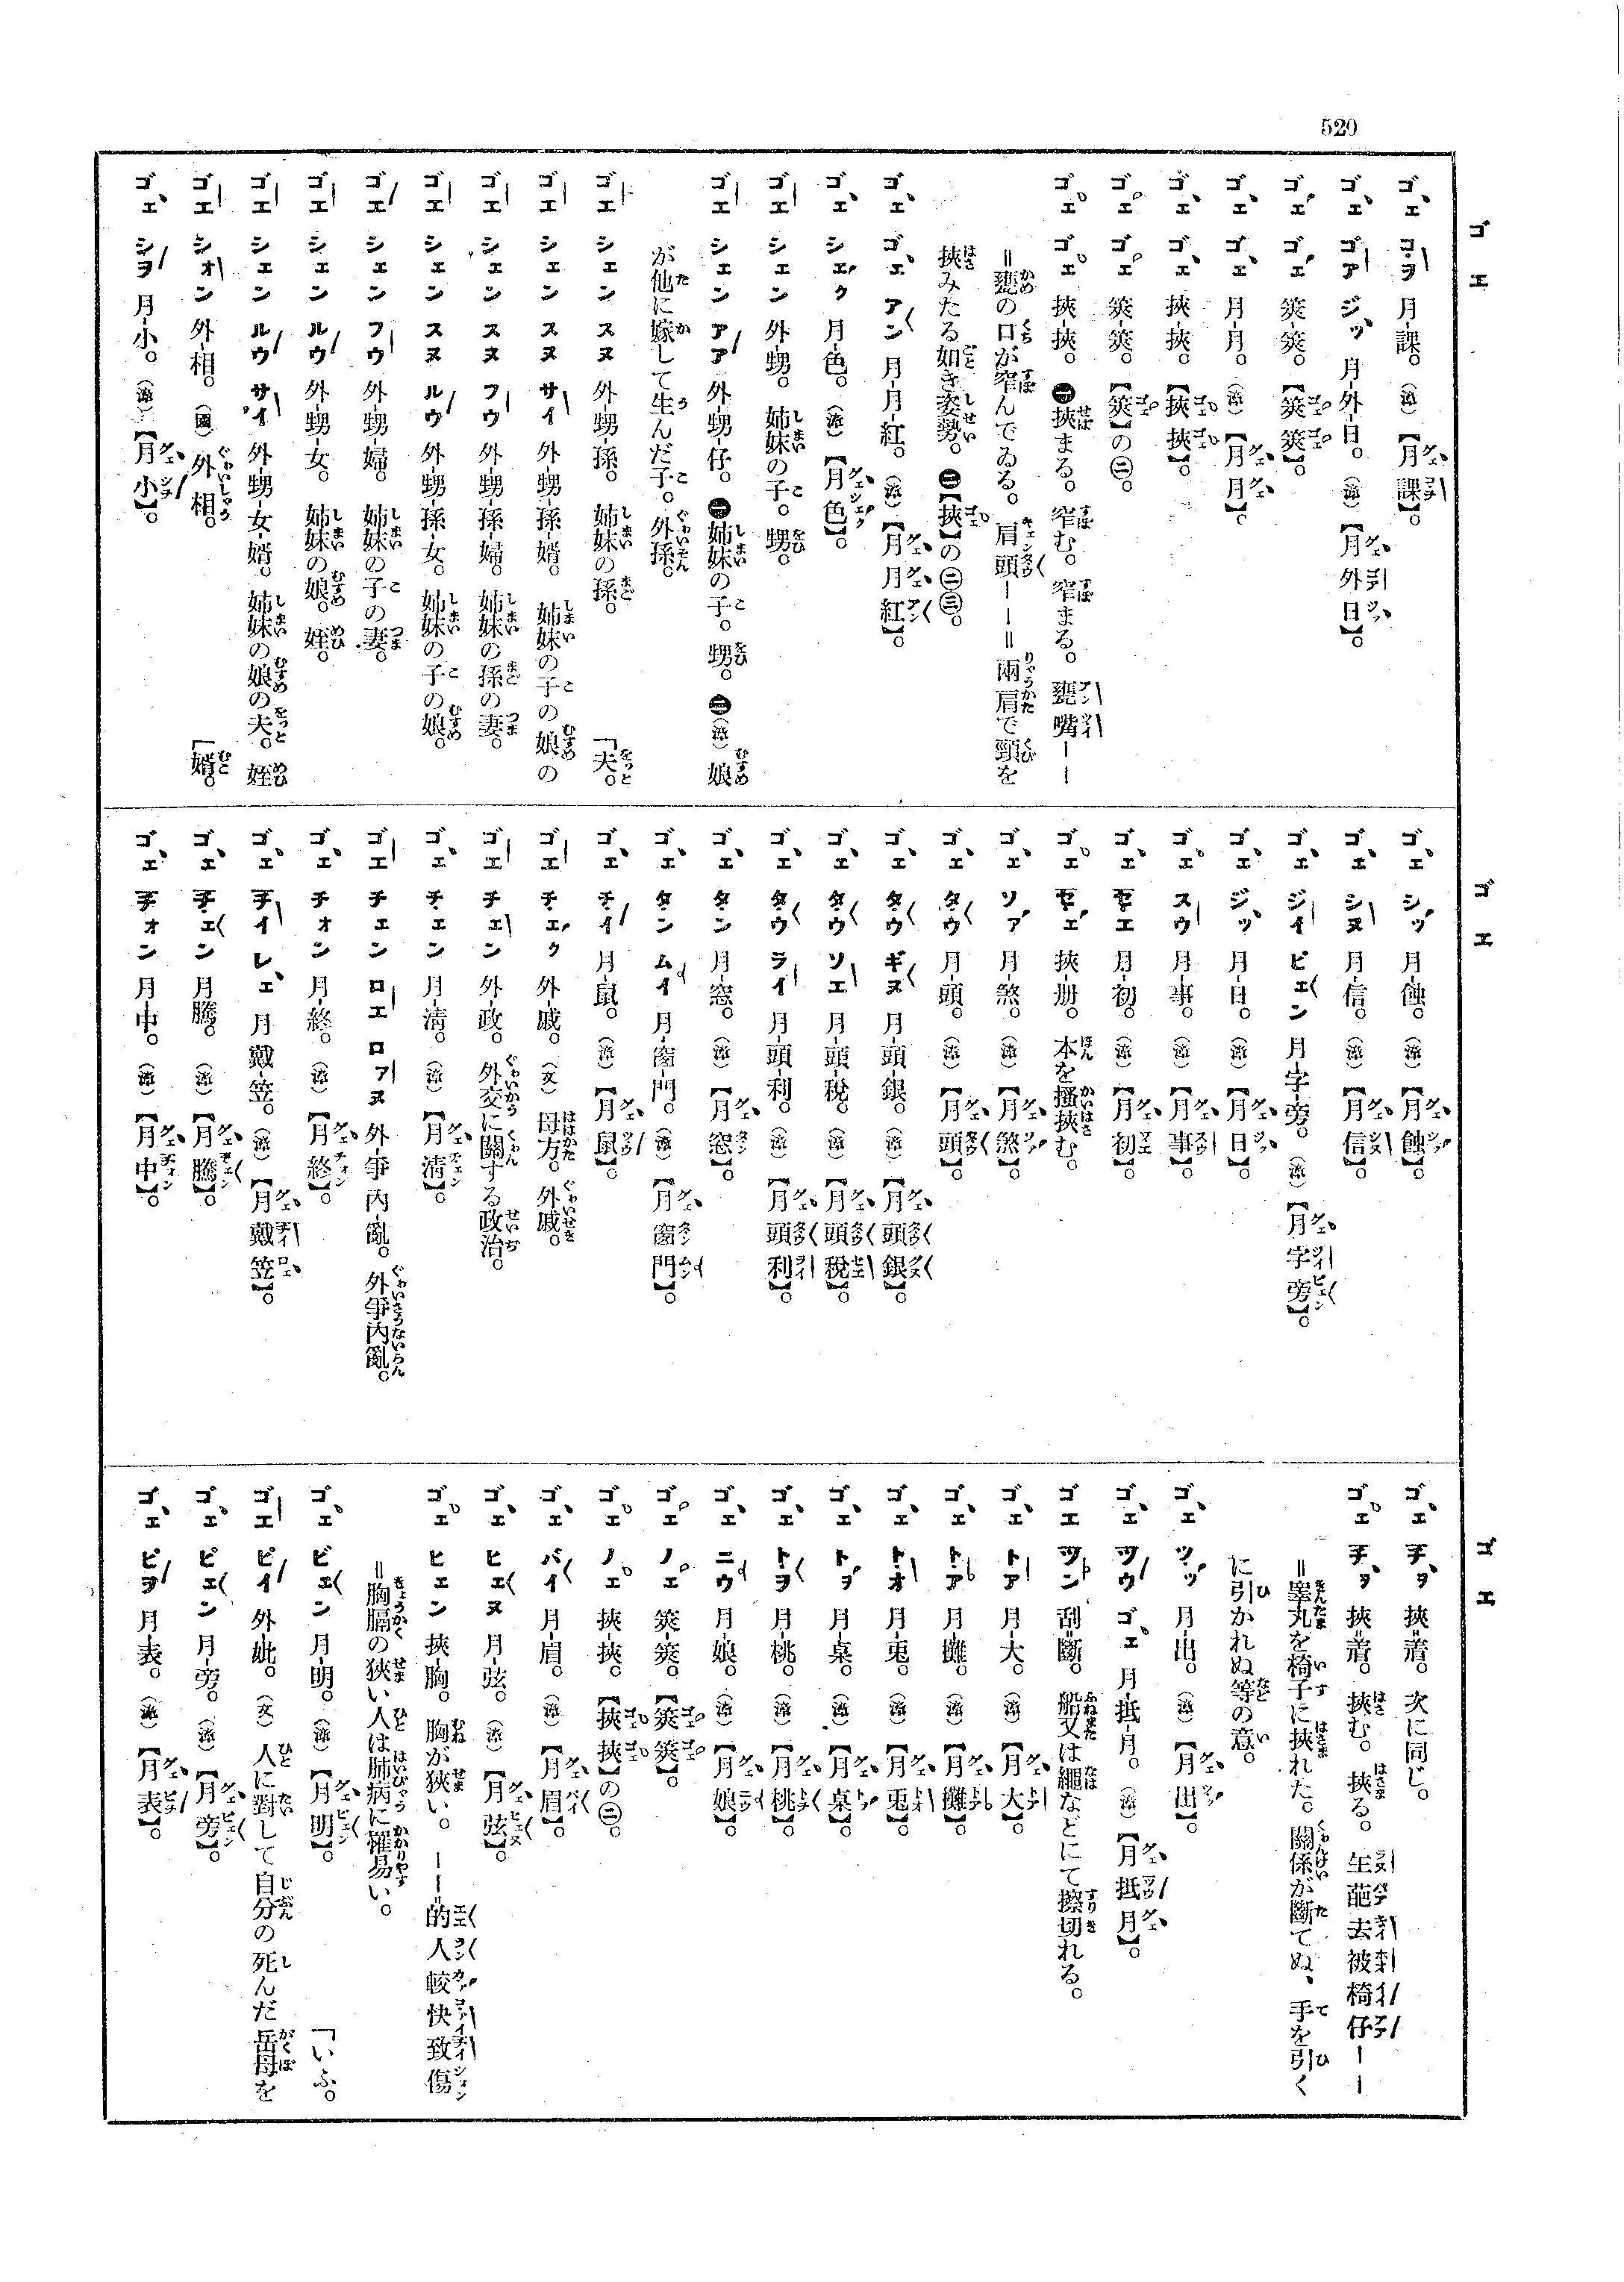 520
ゴエ
ゴエ コヲ 月-課。（漳）【月課】。
ゴエ ゴア ジッ 月-外-日。（漳）【月外日】。
ゴエ ゴエ 筴-筴。【筴筴】。
ゴエ ゴエ 月-月。（漳）【月月】。
ゴエ ゴエ 挾-挾。【挾挾】。
ゴエ ゴエ 筴-筴。【筴】の㊁。
ゴエ ゴエ 挾-挾。㊀挾まる。窄む。窄まる。甕嘴ーー
＝甕の口が窄んでゐる。肩頭ーー＝兩肩で頸を
挾みたる如き姿勢。㊁【挾】の㊁㊂。
ゴエ ゴエ アン 月-月-紅。（漳）【月月紅】。
ゴエ シエク 月-色。（漳）【月色】。
ゴエ シエン 外-甥。姉妹の子。甥。
ゴエ シエン アア 外-甥-仔。㊀姉妹の子。甥。㊁（漳）娘
が他に嫁して生んだ子。外孫。
ゴエ シエン スヌ 外-甥-孫。姉妹の孫。
ゴエ シエン スヌ サイ 外-甥-孫-婿。姉妹の子の娘の「夫。
ゴエ シエン スヌ フウ 外-甥-孫-婦。姉妹の孫の妻。
ゴエ シエン スヌ ルウ 外-甥-孫-女。姉妹の子の娘。
ゴエ シエン フウ 外-甥-婦。姉妹の子の妻。
ゴエ シエン ルウ 外-甥-女。姉妹の娘。姪。
ゴエ シエン ルウ サイ 外-甥-女-婿。姉妹の娘の夫。姪
ゴエ シオン 外-相。（國）外相。「婿。
ゴエ シヲ 月-小。（漳）【月小】。
ゴエ
ゴエ シッ 月-蝕。（漳）【月蝕】。
ゴエ シヌ 月-信。（漳）【月信】。
ゴエ ジイ ピエン 月-字-旁。（漳）【月字旁】。
ゴエ ジッ 月-日。（漳）【月日】。
ゴエ スウ 月-事。（漳）【月事】。
ゴエ セエ 月-初。（漳）【月初】。
ゴエ セエ 挾-册。本を搔挾む。
ゴエ ソア 月-煞。（漳）【月煞】。
ゴエ タウ 月-頭。（漳）【月頭】。
ゴエ タウ ギヌ 月-頭-銀。（漳）【月頭銀】。
ゴエ タウ ソエ 月-頭-稅。（漳）【月頭稅】。
ゴエ タウ ライ 月-頭-利。（漳）【月頭利】。
ゴエ タン 月-窓。（漳）【月窓】。
ゴエ タン ムイ 月-窗-門。（漳）【月窗門】。
ゴエ チイ 月-鼠。（漳）【月鼠】。
ゴエ チエク 外-戚。（文）母方。外戚。
ゴエ チエン 外-政。外交に關する政治。
ゴエ チエン 月-淸。（漳）【月淸】。
ゴエ チエン ロエ ロアヌ 外-爭 內-亂。外爭內亂。
ゴエ チオン 月-終。（漳）【月終】。
ゴエ チイ レエ 月 戴-笠。（漳）【月戴笠】。
ゴエ チエン 月-騰。（漳）【月騰】。
ゴエ チオン 月-中。（漳）【月中】。
ゴエ
ゴエ チヲ 挾＝着。次に同じ。
ゴエ チヲ 挾＝着。挾む。挾る。生葩去被椅仔ーー
＝睾丸を椅子に挾れた。關係が斷てぬ、手を引く
に引かれぬ等の意。
ゴエ ツッ 月-出。（漳）【月出】。
ゴエ ツウ ゴエ 月-抵-月。（漳）【月抵月】。
ゴエ ツン 刮＝斷。船又は繩などにて擦切れる。
ゴエ トア 月-大。（漳）【月大】。
ゴエ トア 月-攤。（漳）【月攤】。
ゴエ トオ 月-兎。（漳）【月兎】。
ゴエ トヲ 月-桌。（漳）【月桌】。
ゴエ トヲ 月-桃。（漳）【月桃】。
ゴエ ニウ 月-娘。（漳）【月娘】。
ゴエ ノエ 筴-筴。【筴筴】。
ゴエ ノエ 挾-挾。【挾挾】の㊁。
ゴエ バイ 月-眉。（漳）【月眉】。
ゴエ ヒエヌ 月-弦。（漳）【月弦】。
ゴエ ヒエン 挾-胸。胸が狹い。ーー＝的人較快致傷
＝胸膈の狹い人は肺病に罹易い。
ゴエ ビエン 月-明。（漳）【月明】。「いふ。
ゴエ ピイ 外-妣。（文）人に對して自分の死んだ岳母を
ゴエ ピエン 月-旁。（漳）【月旁】。
ゴエ ピヲ 月-表。（漳）【月表】。